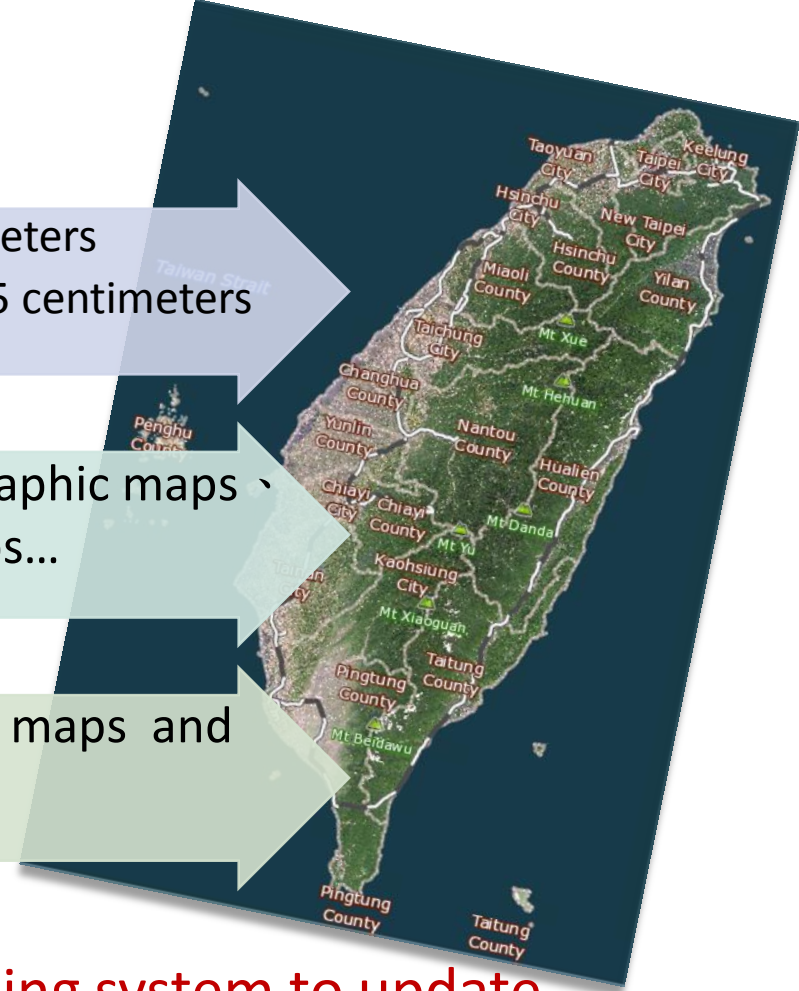 Taoyuan
City
Taipei
City
Keelung
City
Hsinchu
City
New Taipei
City
eters
Hsinchu
County
Taiwan Strait
Miaoli
County
Yilan
County
5 centimeters
Taichung
City
Mt Xue
Changhua
County
Mt Hehuan
Penghu
County
Yunlin
County
Nantou
County
Hualien
County
aphic maps、
Chiayi
City
Chiayi
County
Mt Danda
Mt Yu
os...
Kaohsiung
City
Tainan
City
Mt Xiaoguan
Pingtung
County
Taitung
County
maps and
Mt Beidawu
Pingtung
County
Taitung
County
ing system to update